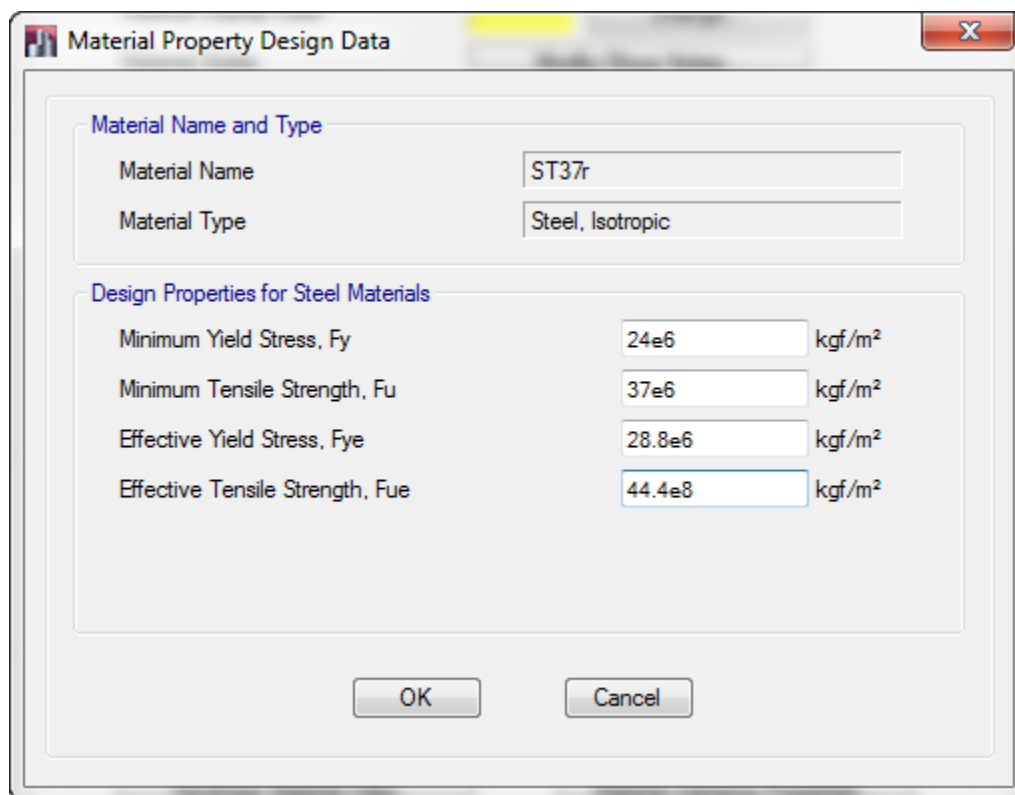 Material Property Design Data
Material Name and Type
Material Name ST37r
Material Type Steel, Isotropic
Design Properties for Steel Materials
Minimum Yield Stress, Fy 24e6 kgf/m²
Minimum Tensile Strength, Fu 37e6 kgf/m²
Effective Yield Stress, Fye 28.8e6 kgf/m²
Effective Tensile Strength, Fue 44.4e8 kgf/m²
OK Cancel